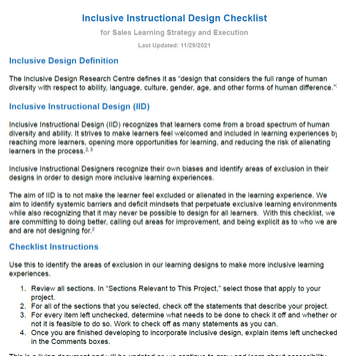 Inclusive Instructional Design Checklist
for Sales Learning Strategy and Execution
Last Updated: 11/29/2021
Inclusive Design Definition
The Inclusive Design Research Centre defines it as "design that considers the full range of human
diversity with respect to ability, language, culture, gender, age, and other forms of human difference."
Inclusive Instructional Design (IID)
Inclusive Instructional Design (IID) recognizes that learners come from a broad spectrum of human
diversity and ability. It strives to make learners feel welcomed and included in learning experiences by
reaching more learners, opening more opportunities for learning, and reducing the risk of alienating
learners in the process.2, 3
Inclusive Instructional Designers recognize their own biases and identify areas of exclusion in their
designs in order to design more inclusive learning experiences.
The aim of IID is to not make the learner feel excluded or alienated in the learning experience. We
aim to identify systemic barriers and deficit mindsets that perpetuate exclusive learning environments
while also recognizing that it may never be possible to design for all learners. With this checklist, we
are committing to doing better, calling out areas for improvement, and being explicit as to who we are
and are not designing for.2
Checklist Instructions
Use this to identify the areas of exclusion in our learning designs to make more inclusive learning
experiences.
1. Review all sections. In "Sections Relevant to This Project," select those that apply to your
project.
2. For all of the sections that you selected, check off the statements that describe your project.
3. For every item left unchecked, determine what needs to be done to check it off and whether or
not it is feasible to do so. Work to check off as many statements as you can.
4. Once you are finished developing to incorporate inclusive design, explain items left unchecked
in the Comments boxes.